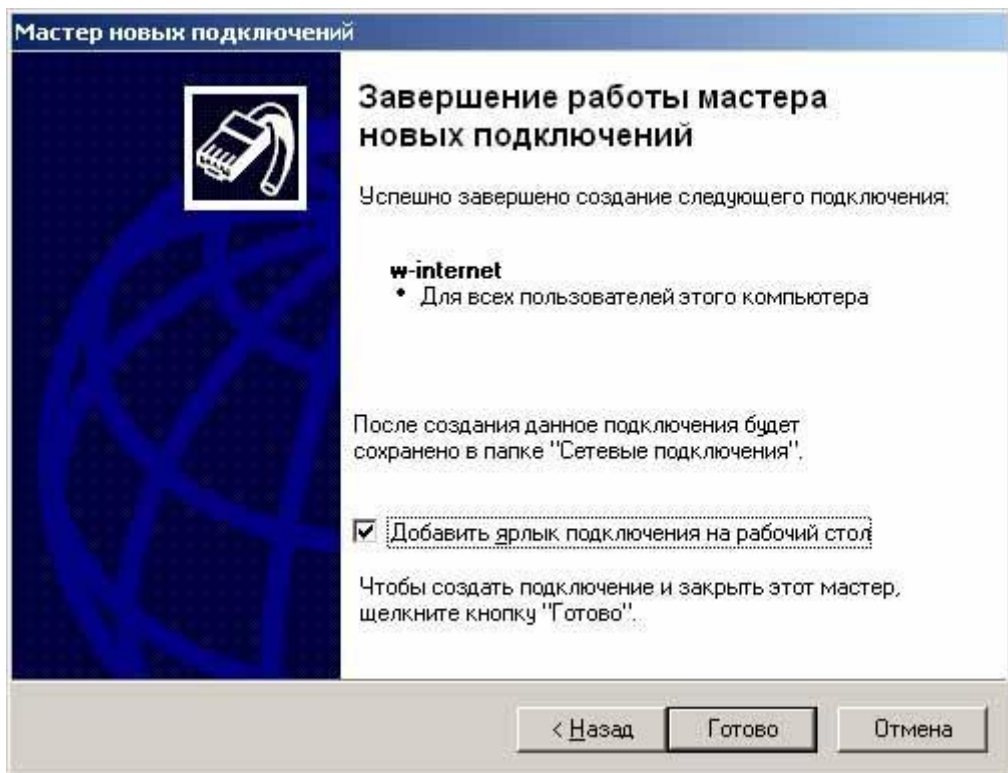 Мастер новых подключений
Завершение работы мастера
новых подключений
Успешно завершено создание следующего подключения:
w-internet
• Для всех пользователей этого компьютера
После создания данное подключения будет
сохранено в папке "Сетевые подключения".
Добавить ярлык подключения на рабочий стол
Чтобы создать подключение и закрыть этот мастер,
щелкните кнопку "Готово".
< Назад Готово Отмена